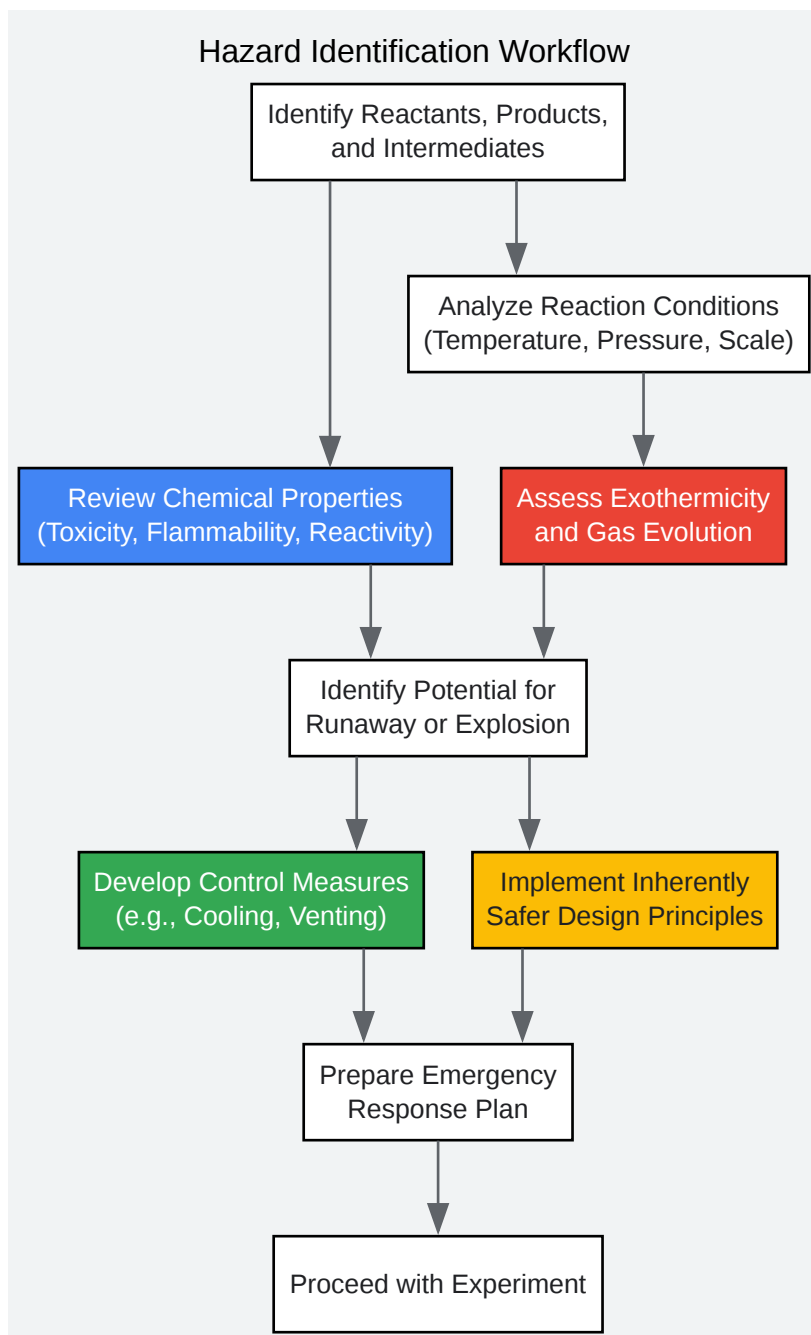 Hazard Identification Workflow
Identify Reactants, Products,
and Intermediates
Analyze Reaction Conditions
(Temperature, Pressure, Scale)
Review Chemical Properties
(Toxicity, Flammability, Reactivity)
Assess Exothermicity
and Gas Evolution
Identify Potential for
Runaway or Explosion
Develop Control Measures
(e.g., Cooling, Venting)
Implement Inherently
Safer Design Principles
Prepare Emergency
Response Plan
Proceed with Experiment